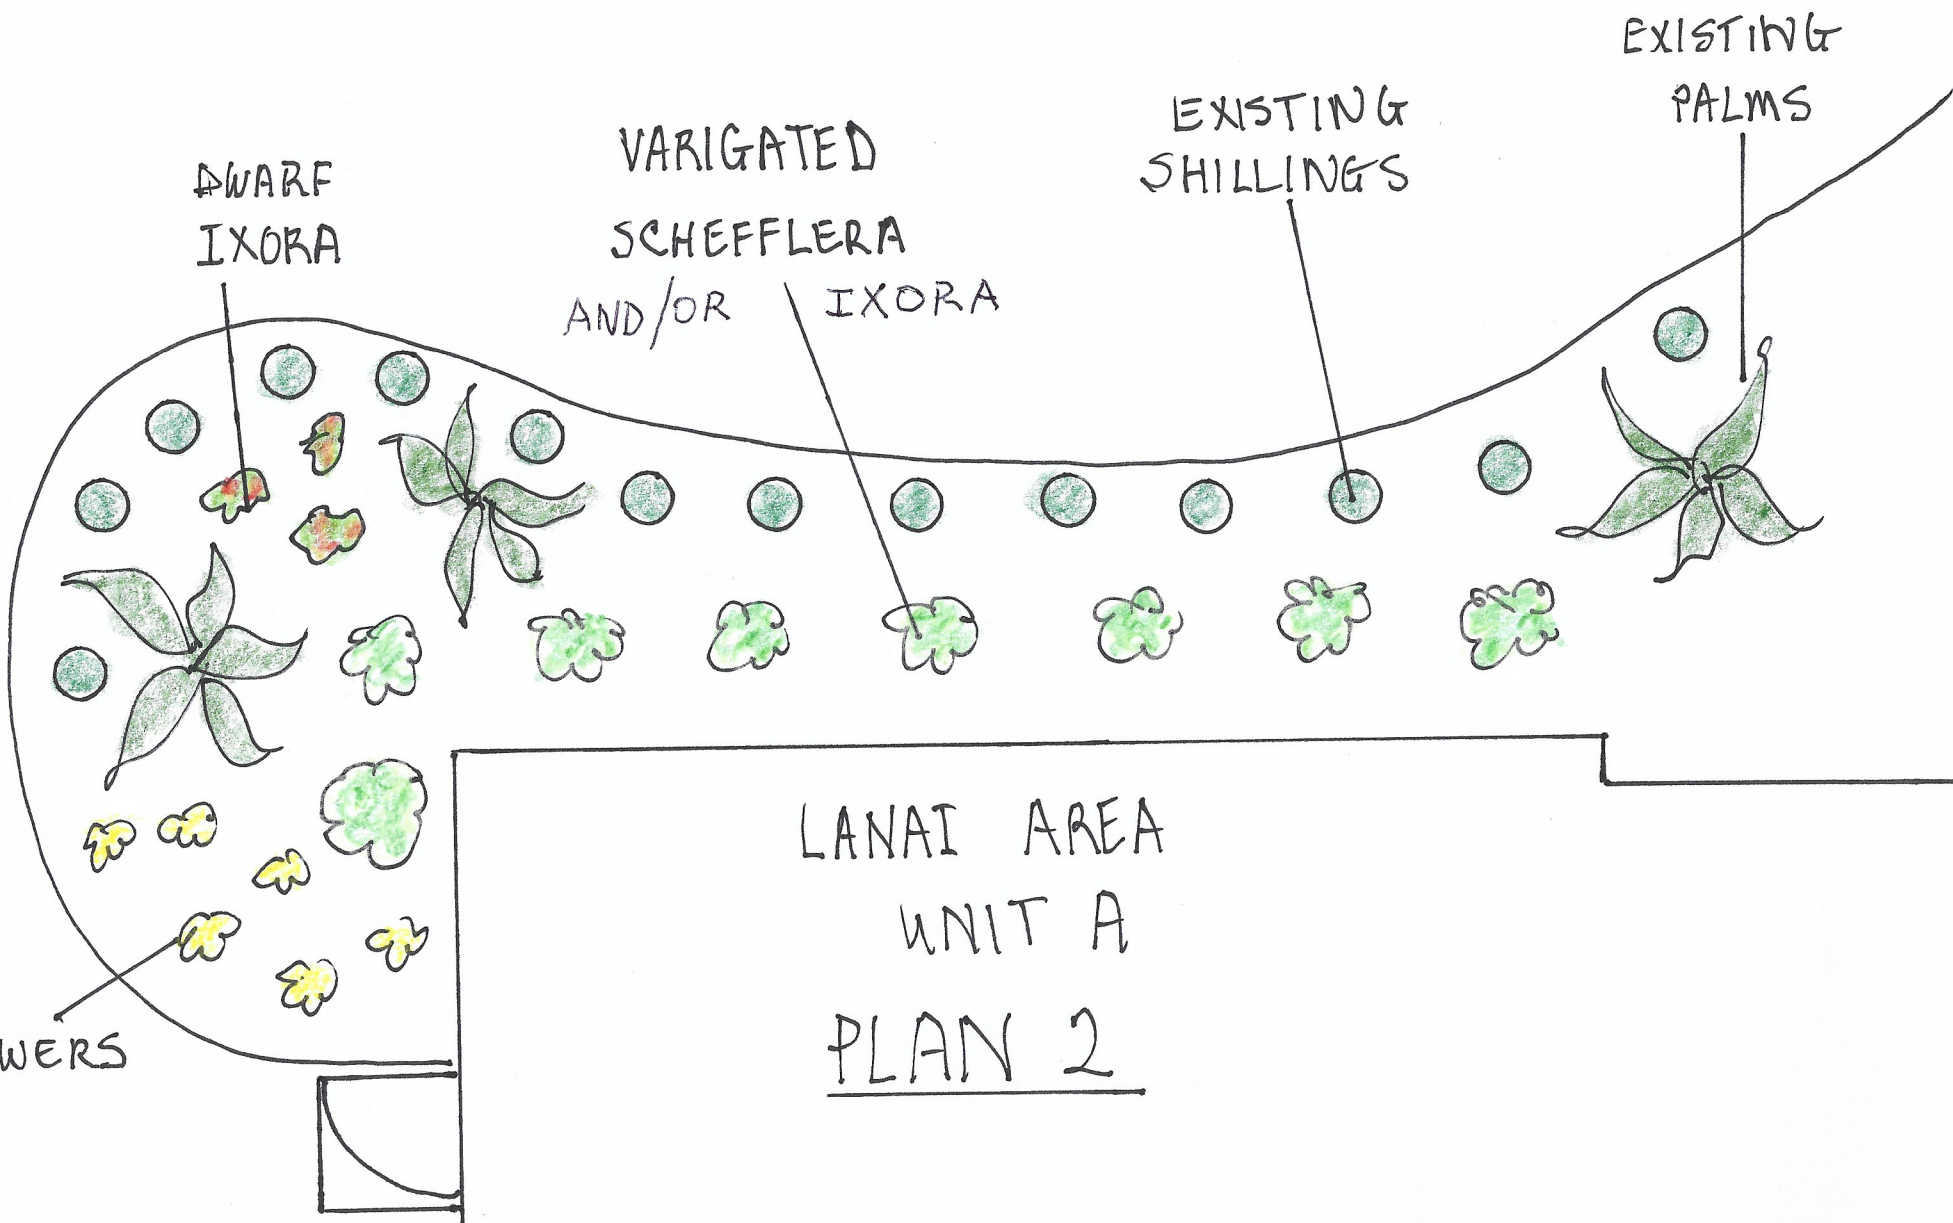 EXISTING
PALMS
EXISTING
SHILLINGS
VARIGATED
SCHEFFLERA
AND/OR IXORA
DWARF
IXORA
LANAI AREA
UNIT A
PLAN 2
WERS